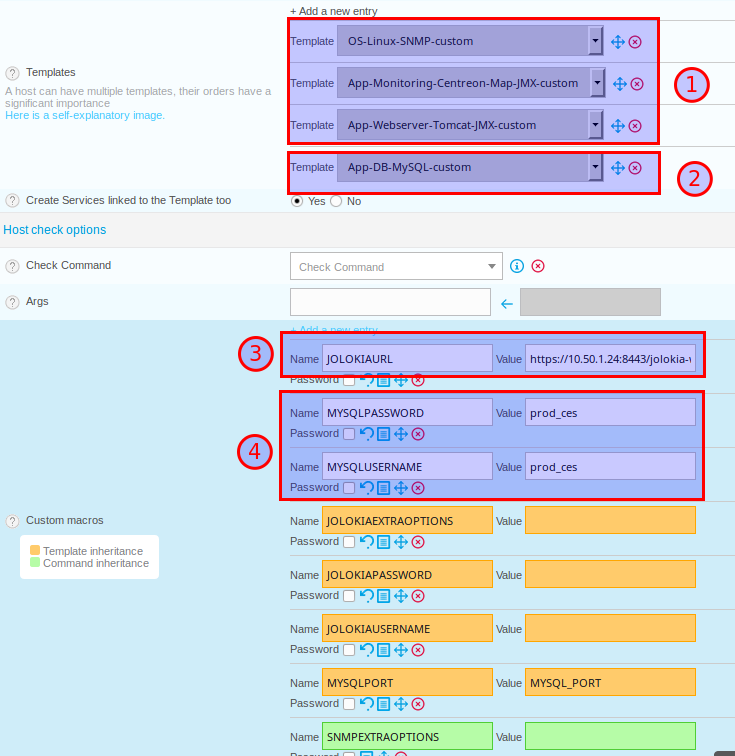 + Add a new entry
Template OS-Linux-SNMP-custom
? Templates
Template App-Monitoring-Centreon-Map-JMX-custom
1
A host can have multiple templates, their orders have a
significant importance
Here is a self-explanatory image.
Template App-Webserver-Tomcat-JMX-custom
Template App-DB-MySQL-custom
2
? Create Services linked to the Template too Yes No
Host check options
? Check Command Check Command
? Args
+ Add a new entry
3
Name JOLOKIAURL Value https://10.50.1.24:8443/jolokia-
Password
4
Name MYSQLPASSWORD Value prod_ces
Password
Name MYSQLUSERNAME Value prod_ces
Password
? Custom macros
Template inheritance
Command inheritance
Name JOLOKIAEXTRAOPTIONS Value
Password
Name JOLOKIAPASSWORD Value
Password
Name JOLOKIAUSERNAME Value
Password
Name MYSQLPORT Value MYSQL_PORT
Password
Name SNMPEXTRAOPTIONS Value
Password